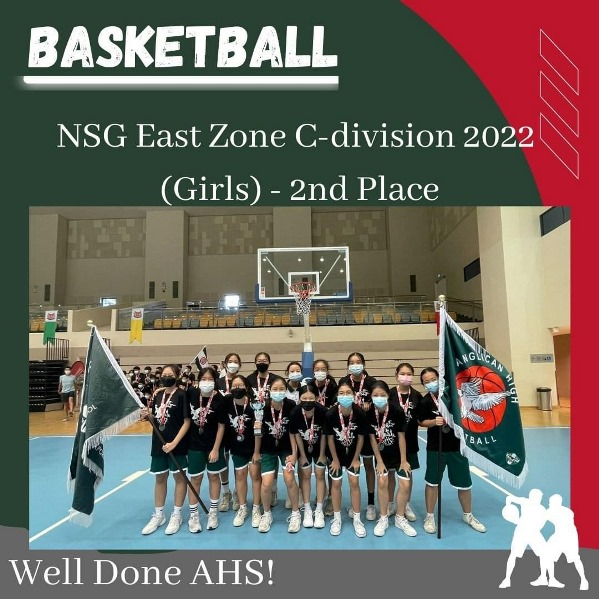 BASKETBALL
NSG East Zone C-division 2022
(Girls) - 2nd Place
ANGLICAN HIGH
Well Done AHS!